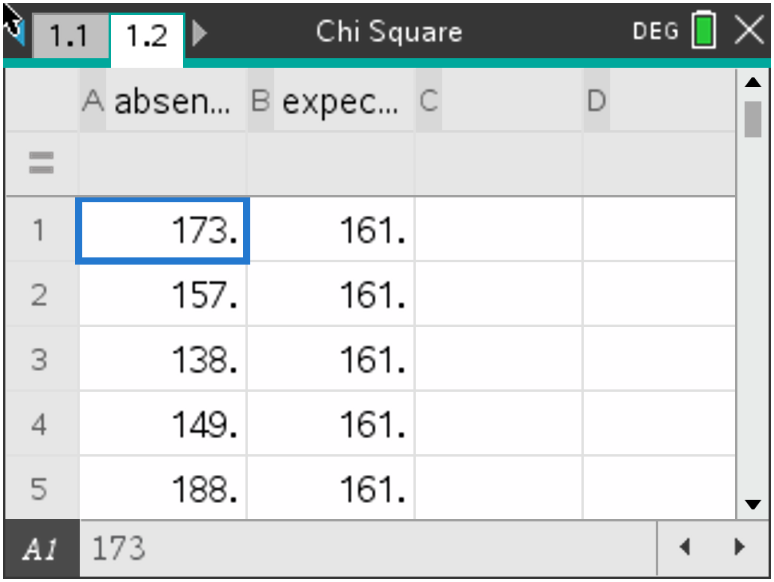 1.1 1.2 Chi Square DEG
A absen... B expec... C D
=
1 173. 161.
2 157. 161.
3 138. 161.
4 149. 161.
5 188. 161.
A1 173